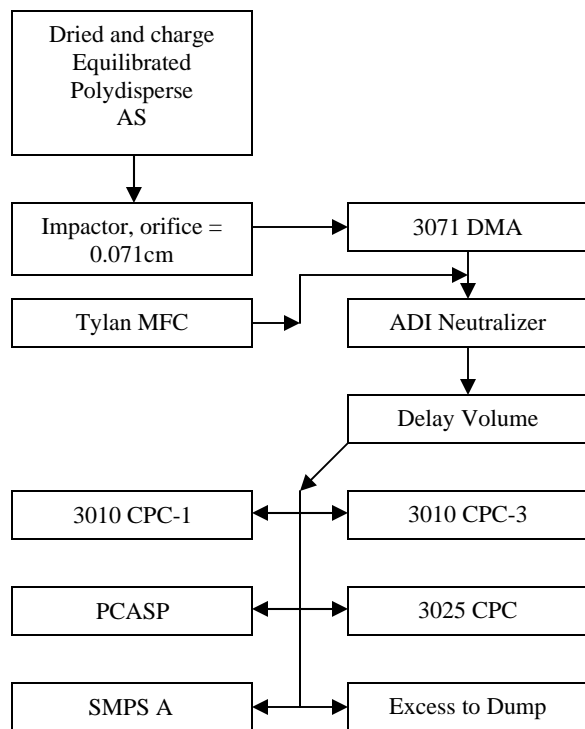 Dried and charge
Equilibrated
Polydisperse
AS
Impactor, orifice =
0.071cm
3071 DMA
Tylan MFC
ADI Neutralizer
Delay Volume
3010 CPC-1
3010 CPC-3
PCASP
3025 CPC
SMPS A
Excess to Dump